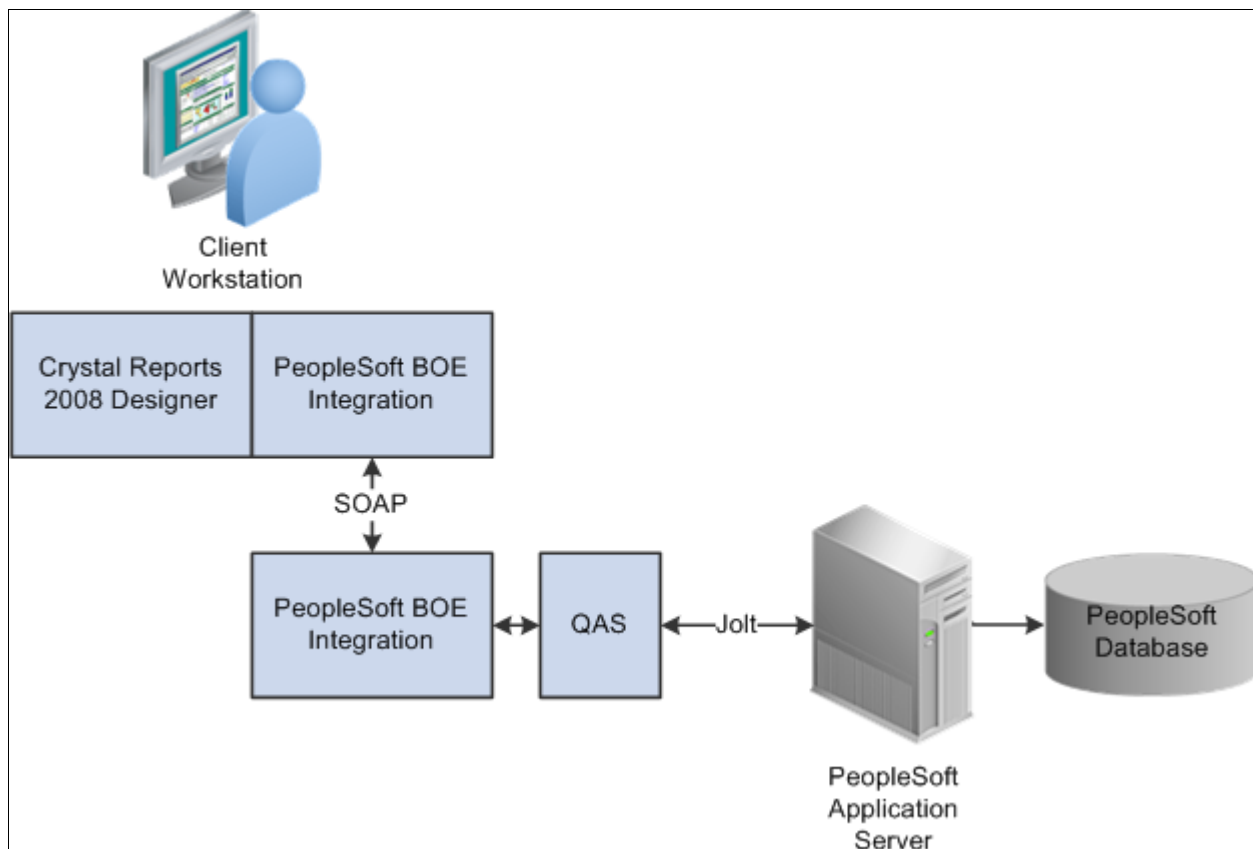 Client
Workstation
Crystal Reports
2008 Designer
PeopleSoft BOE
Integration
SOAP
PeopleSoft BOE
Integration
QAS
Jolt
PeopleSoft
Database
PeopleSoft
Application
Server